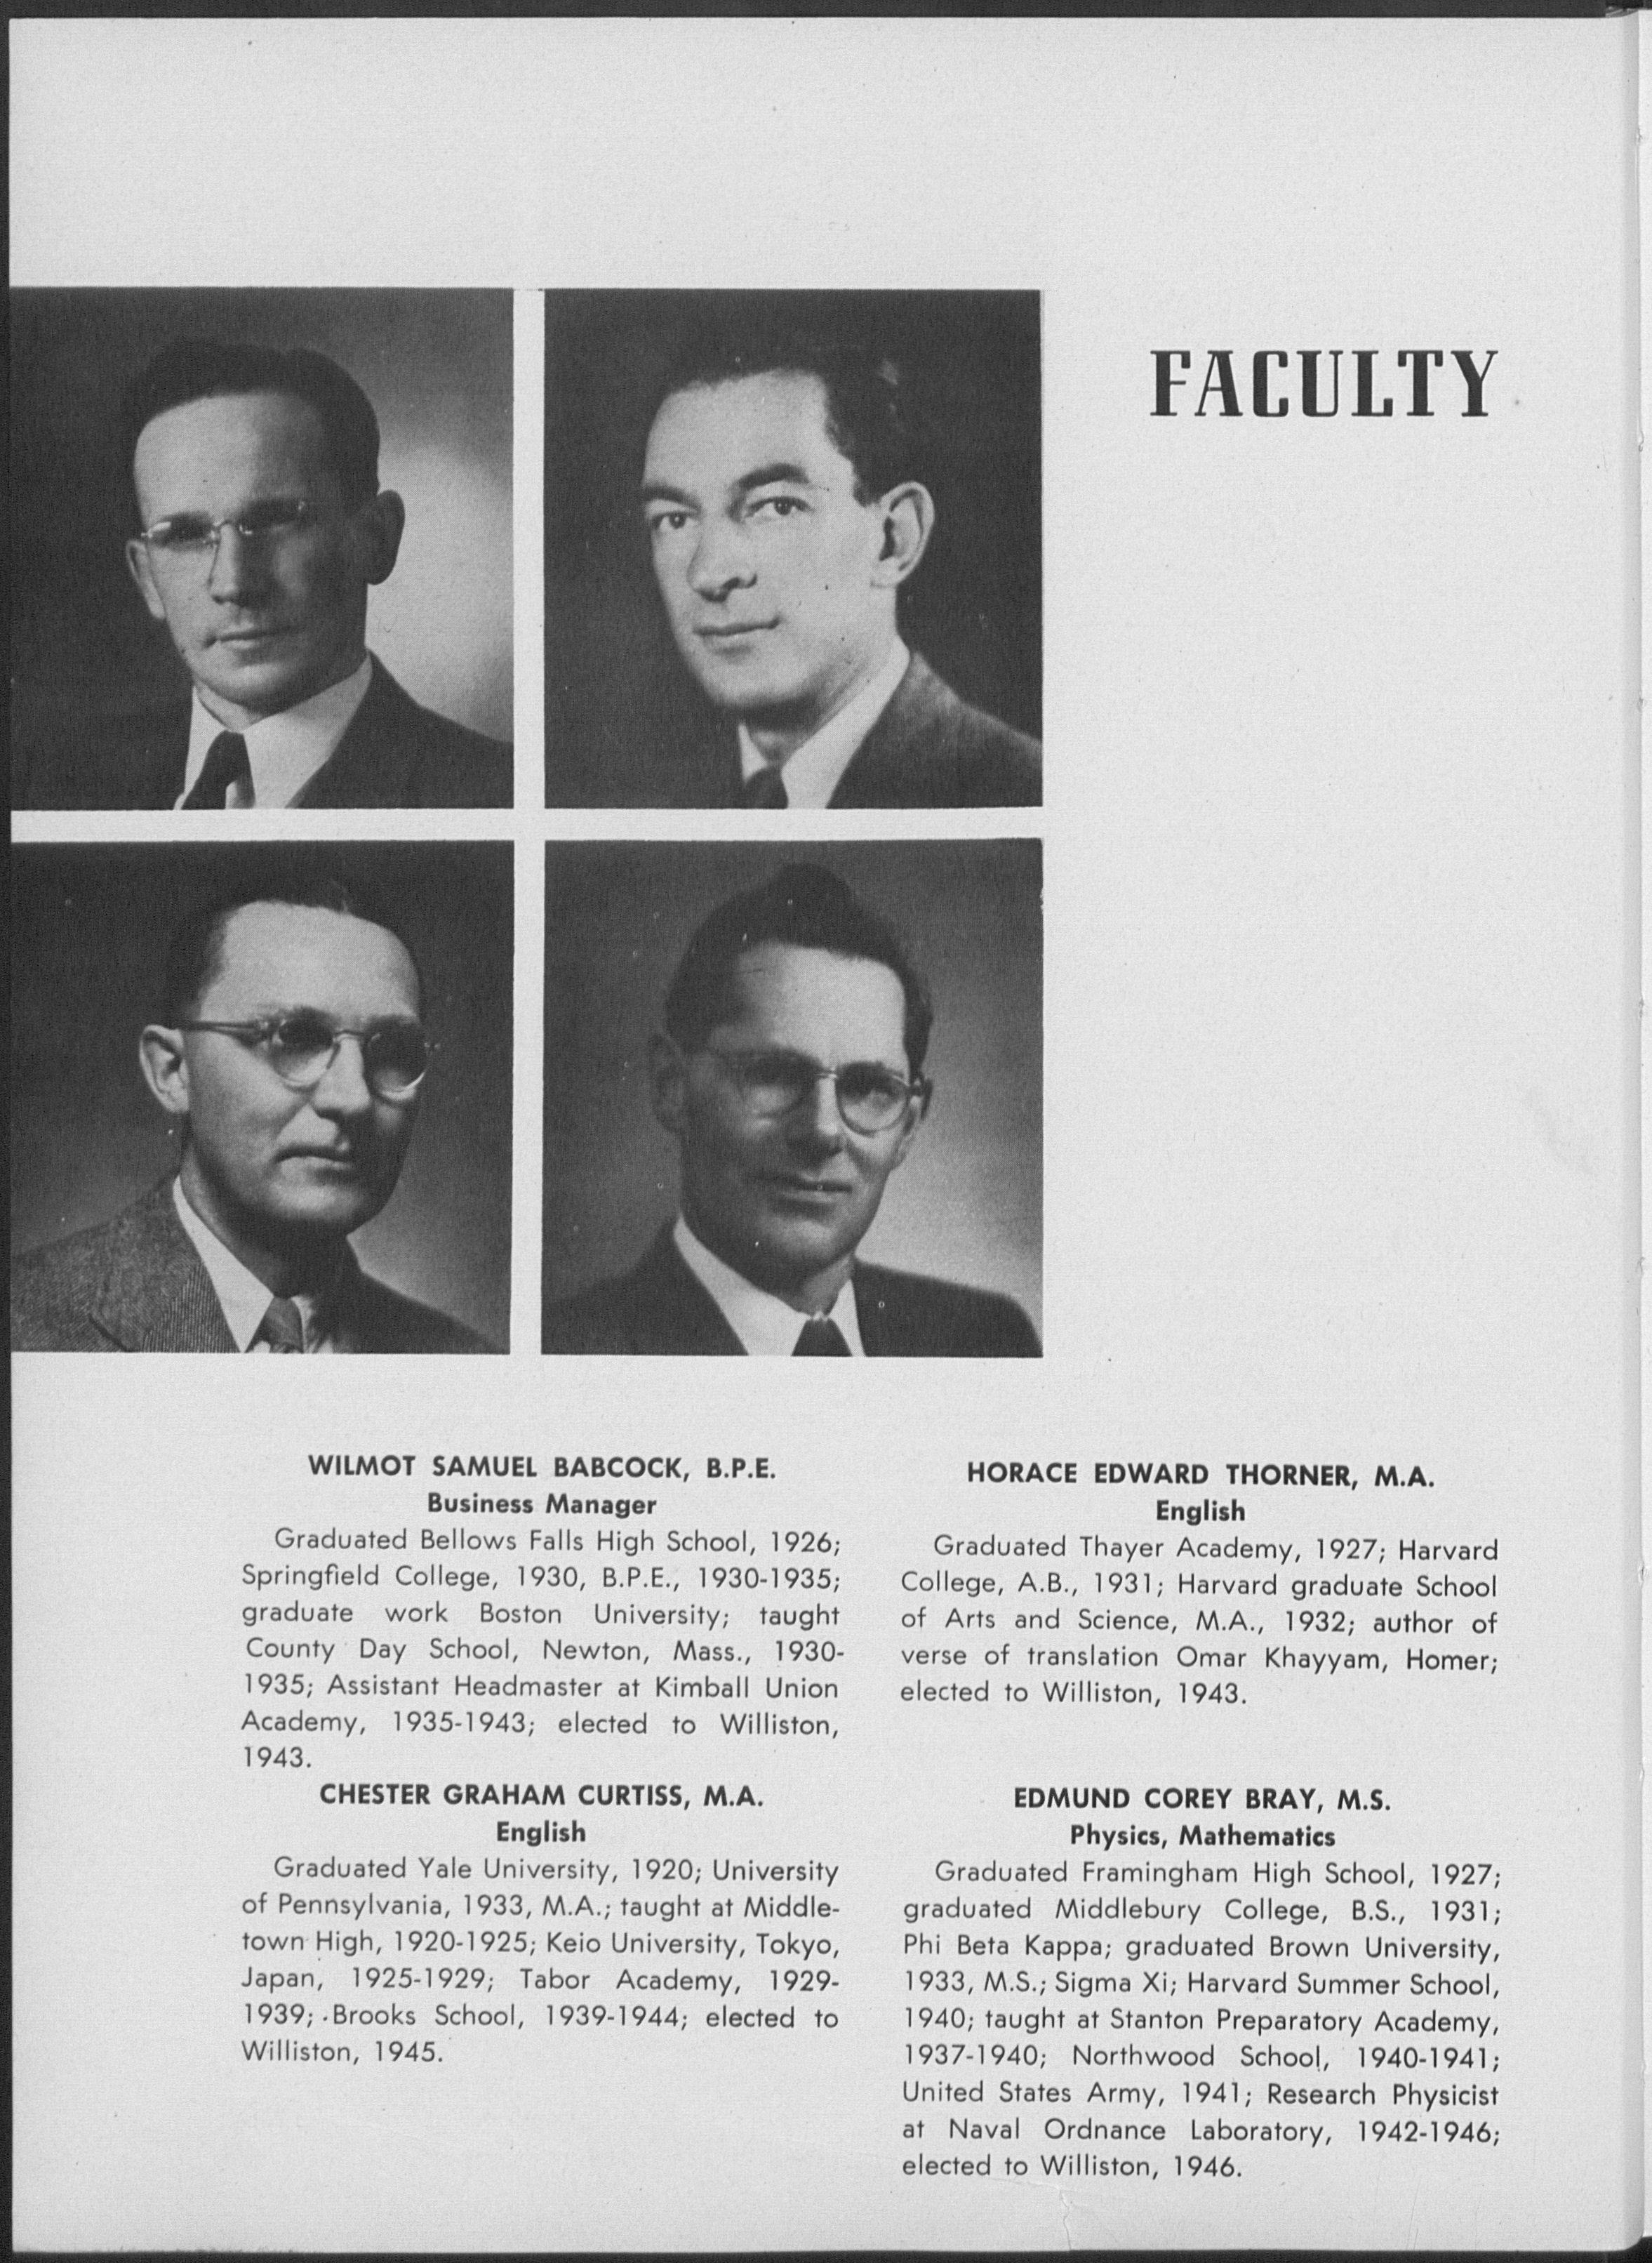 FACULTY
WILMOT SAMUEL BABCOCK, B.P.E.
Business Manager
Graduated Bellows Falls High School, 1926;
Springfield College, 1930, B.P.E., 1930-1935;
graduate work Boston University; taught
County Day School, Newton, Mass., 1930-
1935; Assistant Headmaster at Kimball Union
Academy, 1935-1943; elected to Williston,
1943.
CHESTER GRAHAM CURTISS, M.A.
English
Graduated Yale University, 1920; University
of Pennsylvania, 1933, M.A.; taught at Middle-
town High, 1920-1925; Keio University, Tokyo,
Japan, 1925-1929; Tabor Academy, 1929-
1939; Brooks School, 1939-1944; elected to
Williston, 1945.
HORACE EDWARD THORNER, M.A.
English
Graduated Thayer Academy, 1927; Harvard
College, A.B., 1931; Harvard graduate School
of Arts and Science, M.A., 1932; author of
verse of translation Omar Khayyam, Homer;
elected to Williston, 1943.
EDMUND COREY BRAY, M.S.
Physics, Mathematics
Graduated Framingham High School, 1927;
graduated Middlebury College, B.S., 1931;
Phi Beta Kappa; graduated Brown University,
1933, M.S.; Sigma Xi; Harvard Summer School,
1940; taught at Stanton Preparatory Academy,
1937-1940; Northwood School, 1940-1941;
United States Army, 1941; Research Physicist
at Naval Ordnance Laboratory, 1942-1946;
elected to Williston, 1946.